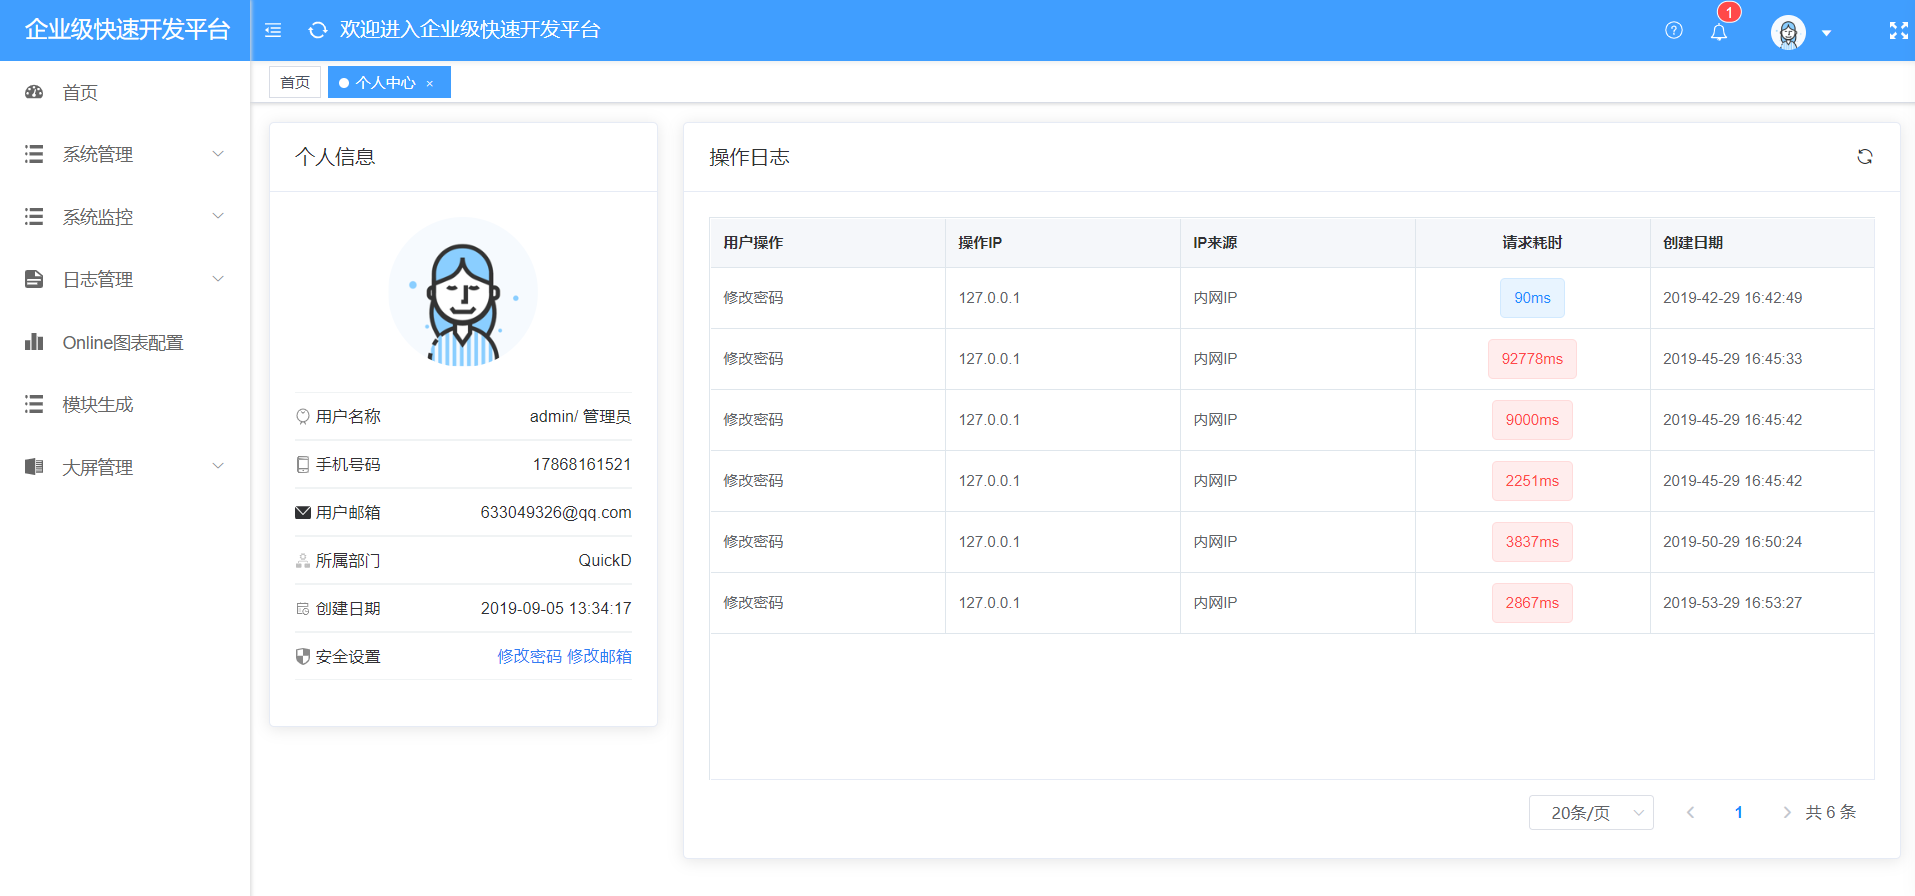 企业级快速开发平台
欢迎进入企业级快速开发平台
1
首页
系统管理
系统监控
日志管理
Online图表配置
模块生成
大屏管理
首页
个人中心 ×
个人信息
用户名称 admin/ 管理员
手机号码 17868161521
用户邮箱 633049326@qq.com
所属部门 QuickD
创建日期 2019-09-05 13:34:17
安全设置 修改密码 修改邮箱
操作日志
用户操作 操作IP IP来源 请求耗时 创建日期
修改密码 127.0.0.1 内网IP 90ms 2019-42-29 16:42:49
修改密码 127.0.0.1 内网IP 92778ms 2019-45-29 16:45:33
修改密码 127.0.0.1 内网IP 9000ms 2019-45-29 16:45:42
修改密码 127.0.0.1 内网IP 2251ms 2019-45-29 16:45:42
修改密码 127.0.0.1 内网IP 3837ms 2019-50-29 16:50:24
修改密码 127.0.0.1 内网IP 2867ms 2019-53-29 16:53:27
20条/页 1 共 6 条